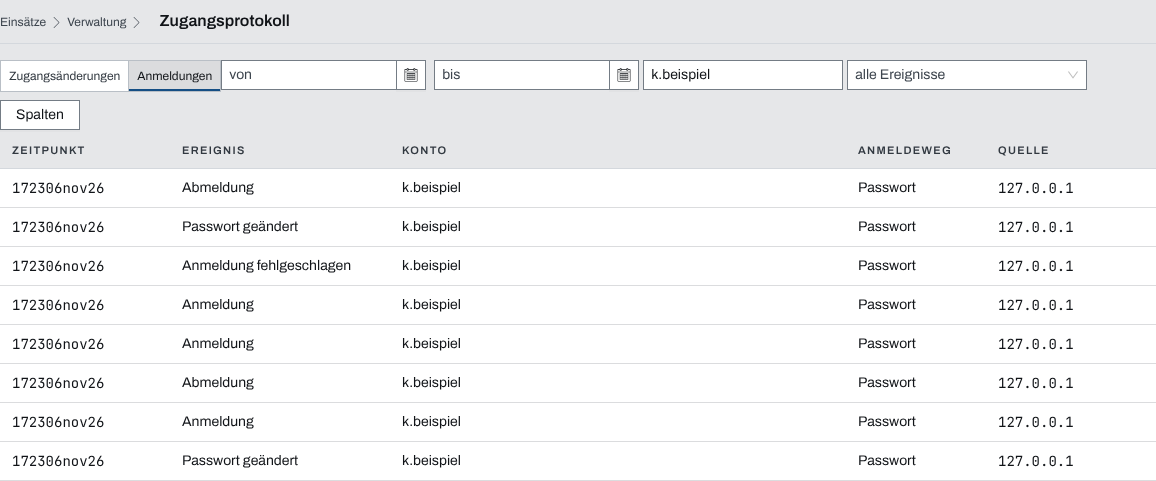 Einsätze > Verwaltung > Zugangsprotokoll
Zugangsänderungen Anmeldungen von bis k.beispiel alle Ereignisse
Spalten
ZEITPUNKT EREIGNIS KONTO ANMELDEWEG QUELLE
172306nov26 Abmeldung k.beispiel Passwort 127.0.0.1
172306nov26 Passwort geändert k.beispiel Passwort 127.0.0.1
172306nov26 Anmeldung fehlgeschlagen k.beispiel Passwort 127.0.0.1
172306nov26 Anmeldung k.beispiel Passwort 127.0.0.1
172306nov26 Anmeldung k.beispiel Passwort 127.0.0.1
172306nov26 Abmeldung k.beispiel Passwort 127.0.0.1
172306nov26 Anmeldung k.beispiel Passwort 127.0.0.1
172306nov26 Passwort geändert k.beispiel Passwort 127.0.0.1